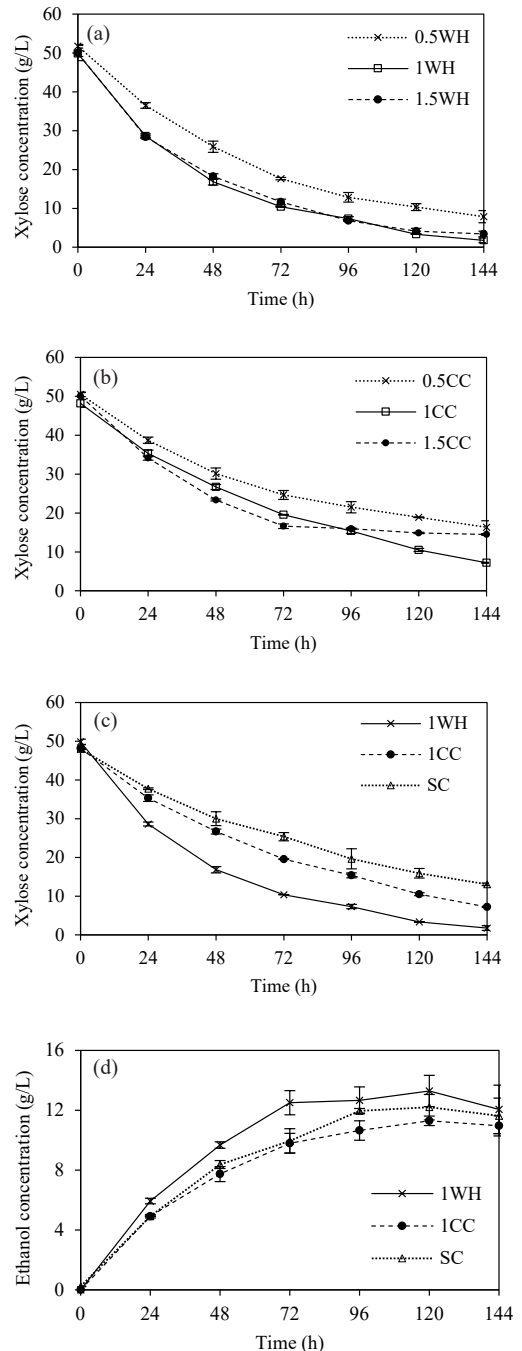 (a)
Xylose concentration (g/L)
60
50
40
30
20
10
0
0.5WH
1WH
1.5WH
0 24 48 72 96 120 144
Time (h)
(b)
Xylose concentration (g/L)
60
50
40
30
20
10
0
0.5CC
1CC
1.5CC
0 24 48 72 96 120 144
Time (h)
(c)
Xylose concentration (g/L)
60
50
40
30
20
10
0
1WH
1CC
SC
0 24 48 72 96 120 144
Time (h)
(d)
Ethanol concentration (g/L)
16
12
8
4
0
1WH
1CC
SC
0 24 48 72 96 120 144
Time (h)